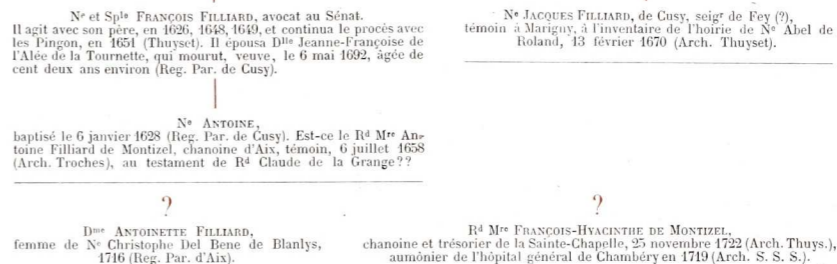 Nᵉ et Spˡᵉ FRANÇOIS FILLIARD, avocat au Sénat.
Il agit avec son père, en 1626, 1648, 1649, et continua le procès avec
les Pingon, en 1651 (Thuyset). Il épousa Dˡˡᵉ Jeanne-Françoise de
l'Alée de la Tournette, qui mourut, veuve, le 6 mai 1692, âgée de
cent deux ans environ (Reg. Par. de Cusy).
Nᵉ JACQUES FILLIARD, de Cusy, seigʳ de Fey (?),
témoin à Marigny, à l'inventaire de l'hoirie de Nᵉ Abel de
Roland, 13 février 1670 (Arch. Thuyset).
Nᵉ ANTOINE,
baptisé le 6 janvier 1628 (Reg. Par. de Cusy). Est-ce le Rᵈ Mʳᵉ An-
toine Filliard de Montizel, chanoine d'Aix, témoin, 6 juillet 1658
(Arch. Troches), au testament de Rᵈ Claude de la Grange??
?
Dᵐᵉ ANTOINETTE FILLIARD,
femme de Nᵉ Christophe Del Bene de Blanlys,
1716 (Reg. Par. d'Aix).
?
Rᵈ Mʳᵉ FRANÇOIS-HYACINTHE DE MONTIZEL,
chanoine et trésorier de la Sainte-Chapelle, 25 novembre 1722 (Arch. Thuys.),
aumônier de l'hôpital général de Chambéry en 1719 (Arch. S. S. S.).